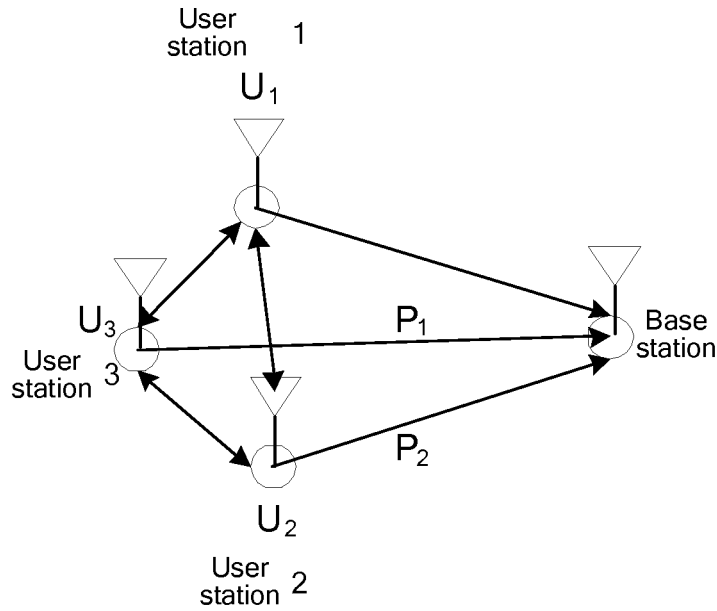 User
station 1
U1
U3
User
station 3
P1
Base
station
P2
U2
User
station 2